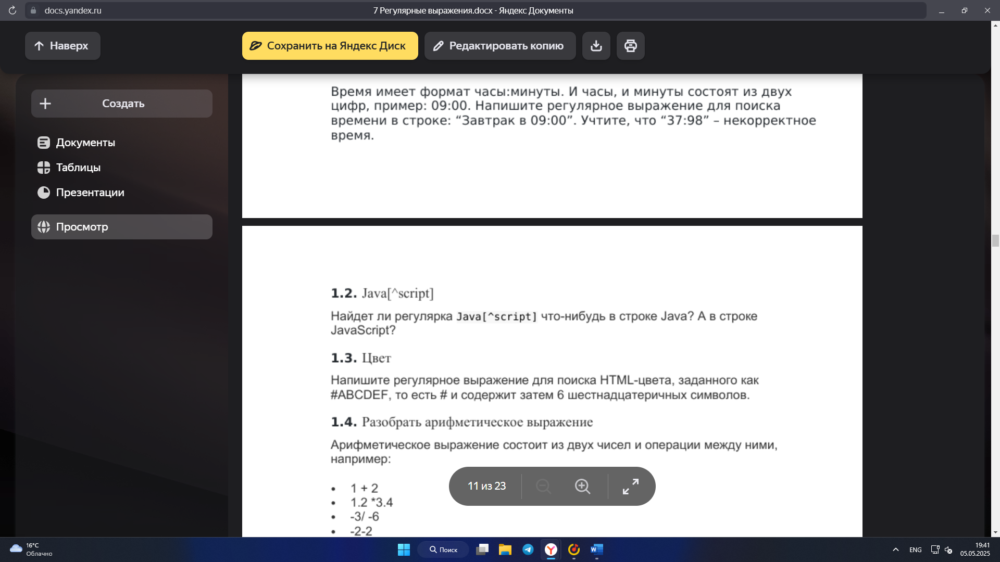 docs.yandex.ru
7 Регулярные выражения.docx - Яндекс Документы
Наверх
Сохранить на Яндекс Диск
Редактировать копию
Создать
Документы
Таблицы
Презентации
Просмотр
Время имеет формат часы:минуты. И часы, и минуты состоят из двух
цифр, пример: 09:00. Напишите регулярное выражение для поиска
времени в строке: “Завтрак в 09:00”. Учтите, что “37:98” – некорректное
время.
1.2. Java[^script]
Найдет ли регулярка Java[^script] что-нибудь в строке Java? А в строке
JavaScript?
1.3. Цвет
Напишите регулярное выражение для поиска HTML-цвета, заданного как
#ABCDEF, то есть # и содержит затем 6 шестнадцатеричных символов.
1.4. Разобрать арифметическое выражение
Арифметическое выражение состоит из двух чисел и операции между ними,
например:
• 1 + 2
• 1.2 *3.4
• -3/ -6
• -2-2
11 из 23
16°C
Облачно
Поиск
ENG
19:41
05.05.2025